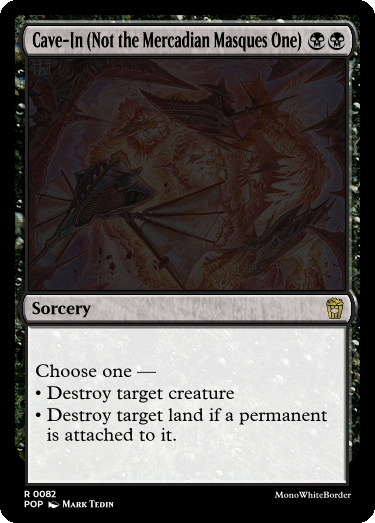 Cave-In (Not the Mercadian Masques One)
Sorcery
Choose one —
• Destroy target creature
• Destroy target land if a permanent
is attached to it.
R 0082
POP Mark Tedin
MonoWhiteBorder